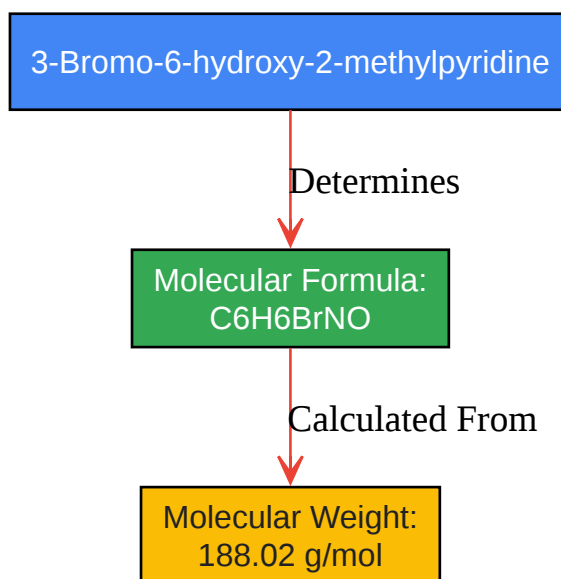 3-Bromo-6-hydroxy-2-methylpyridine
Determines
Molecular Formula:
C6H6BrNO
Calculated From
Molecular Weight:
188.02 g/mol